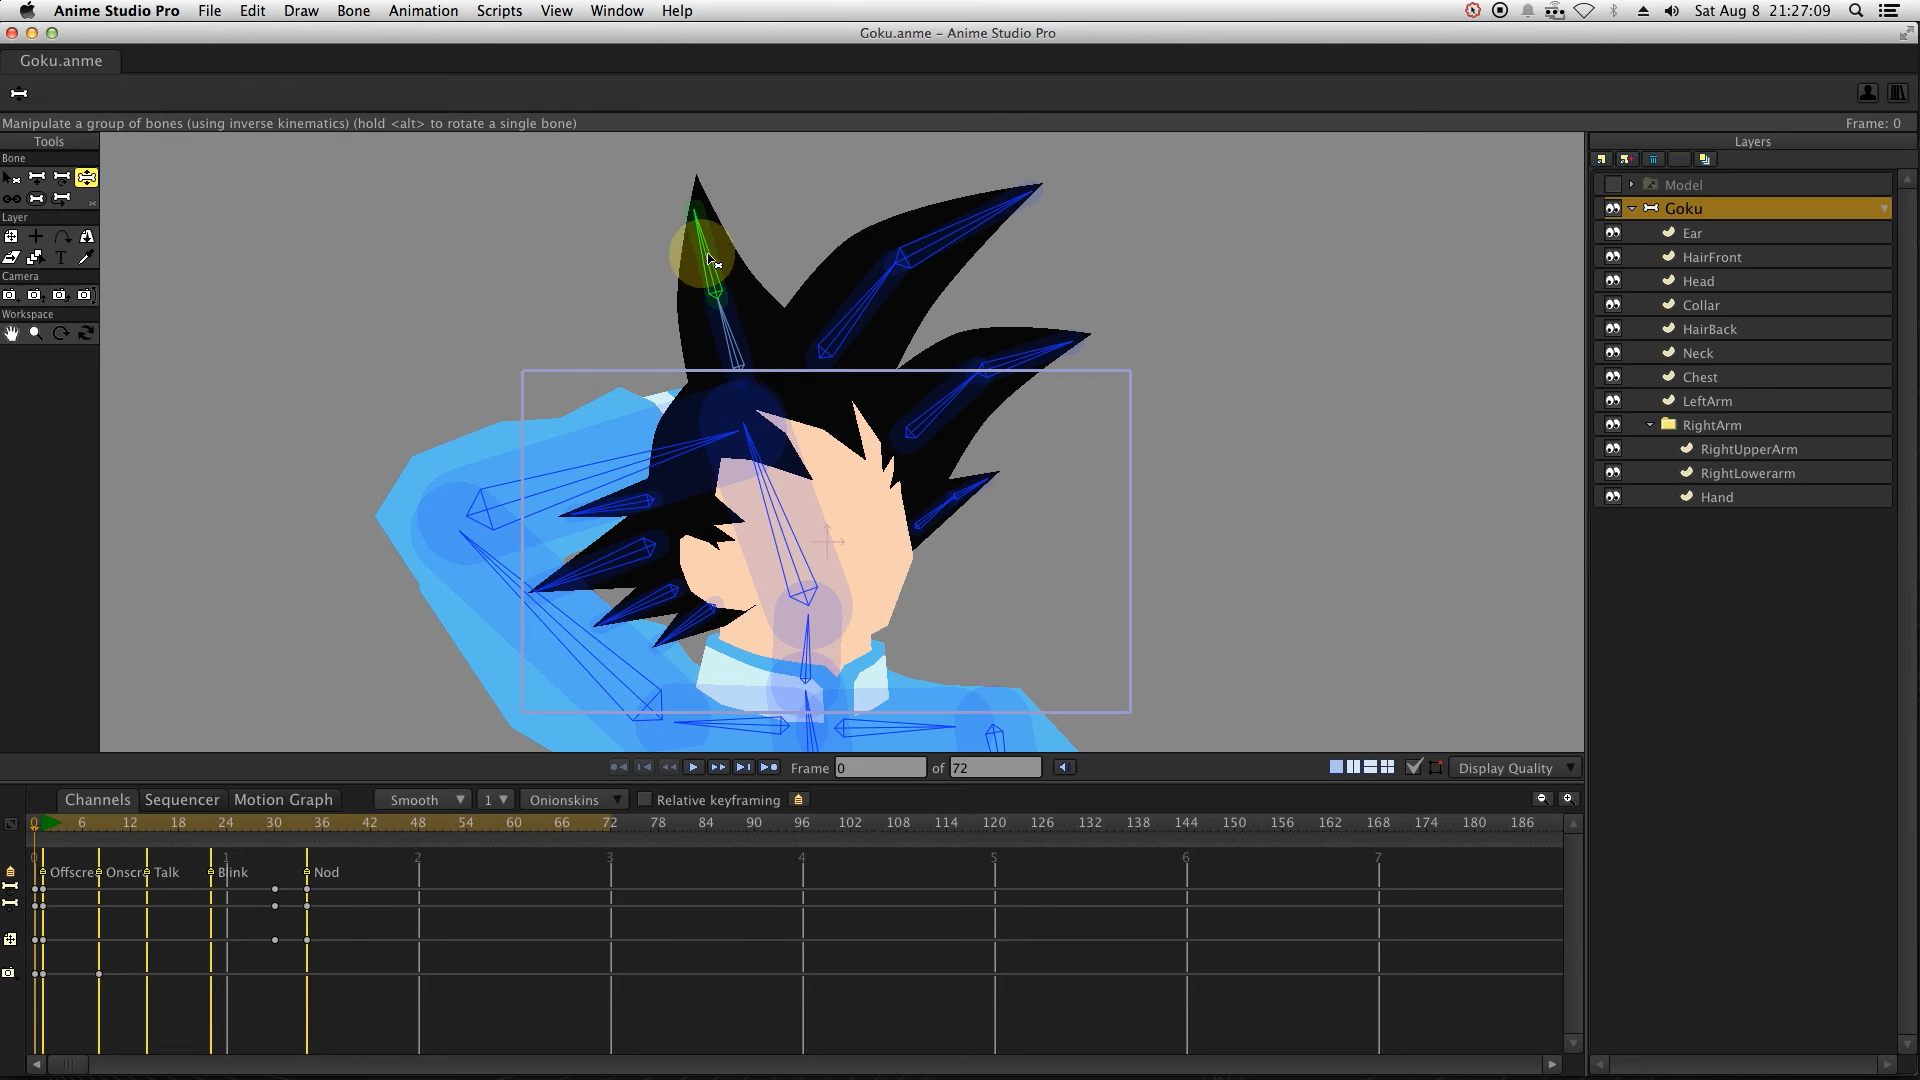 Anime Studio Pro File Edit Draw Bone Animation Scripts View Window Help Sat Aug 8 21:27:09
Goku.anme – Anime Studio Pro
Goku.anme
Manipulate a group of bones (using inverse kinematics) (hold <alt> to rotate a single bone) Frame: 0
Tools
Bone
Layer
T
Camera
Workspace
Layers
Model
Goku
Ear
HairFront
Head
Collar
HairBack
Neck
Chest
LeftArm
RightArm
RightUpperArm
RightLowerarm
Hand
Frame 0 of 72 Display Quality
Channels Sequencer Motion Graph Smooth 1 Onionskins Relative keyframing
0 6 12 18 24 30 36 42 48 54 60 66 72 78 84 90 96 102 108 114 120 126 132 138 144 150 156 162 168 174 180 186
0 1 2 3 4 5 6 7
Offscre Onscr Talk Blink Nod